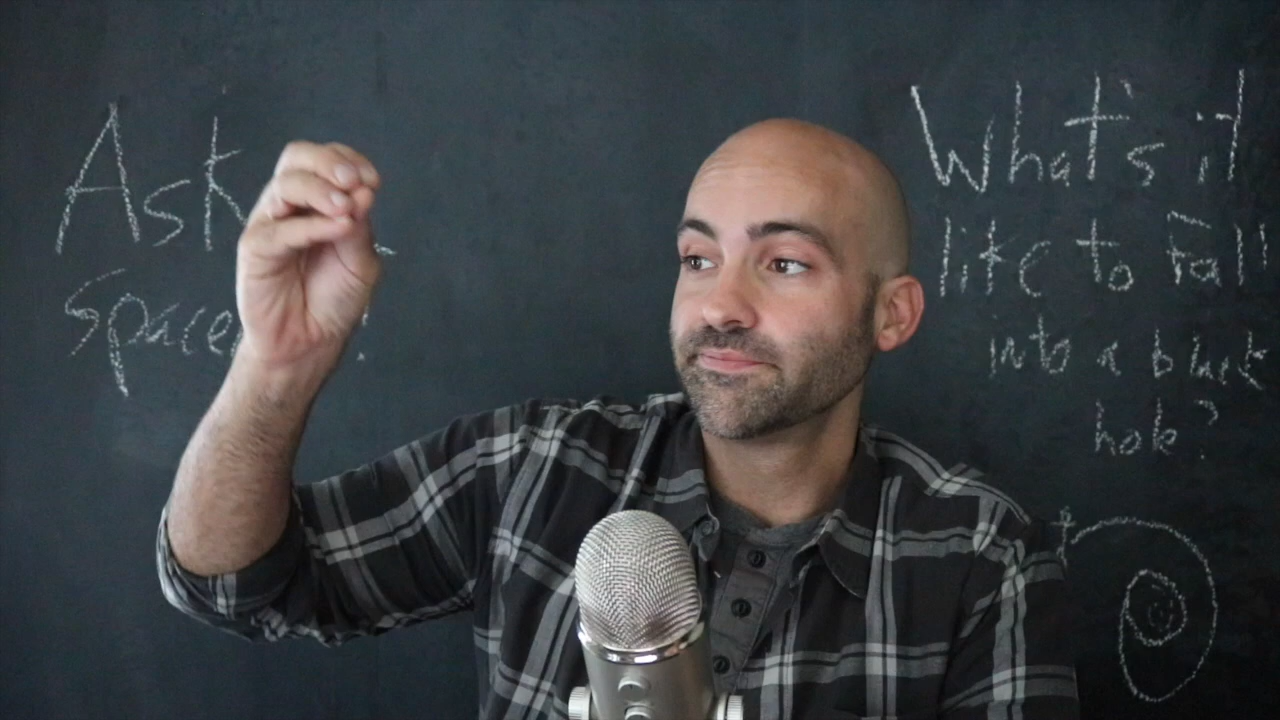 Ask
Space
What's it
like to Fall
into a black
hole?